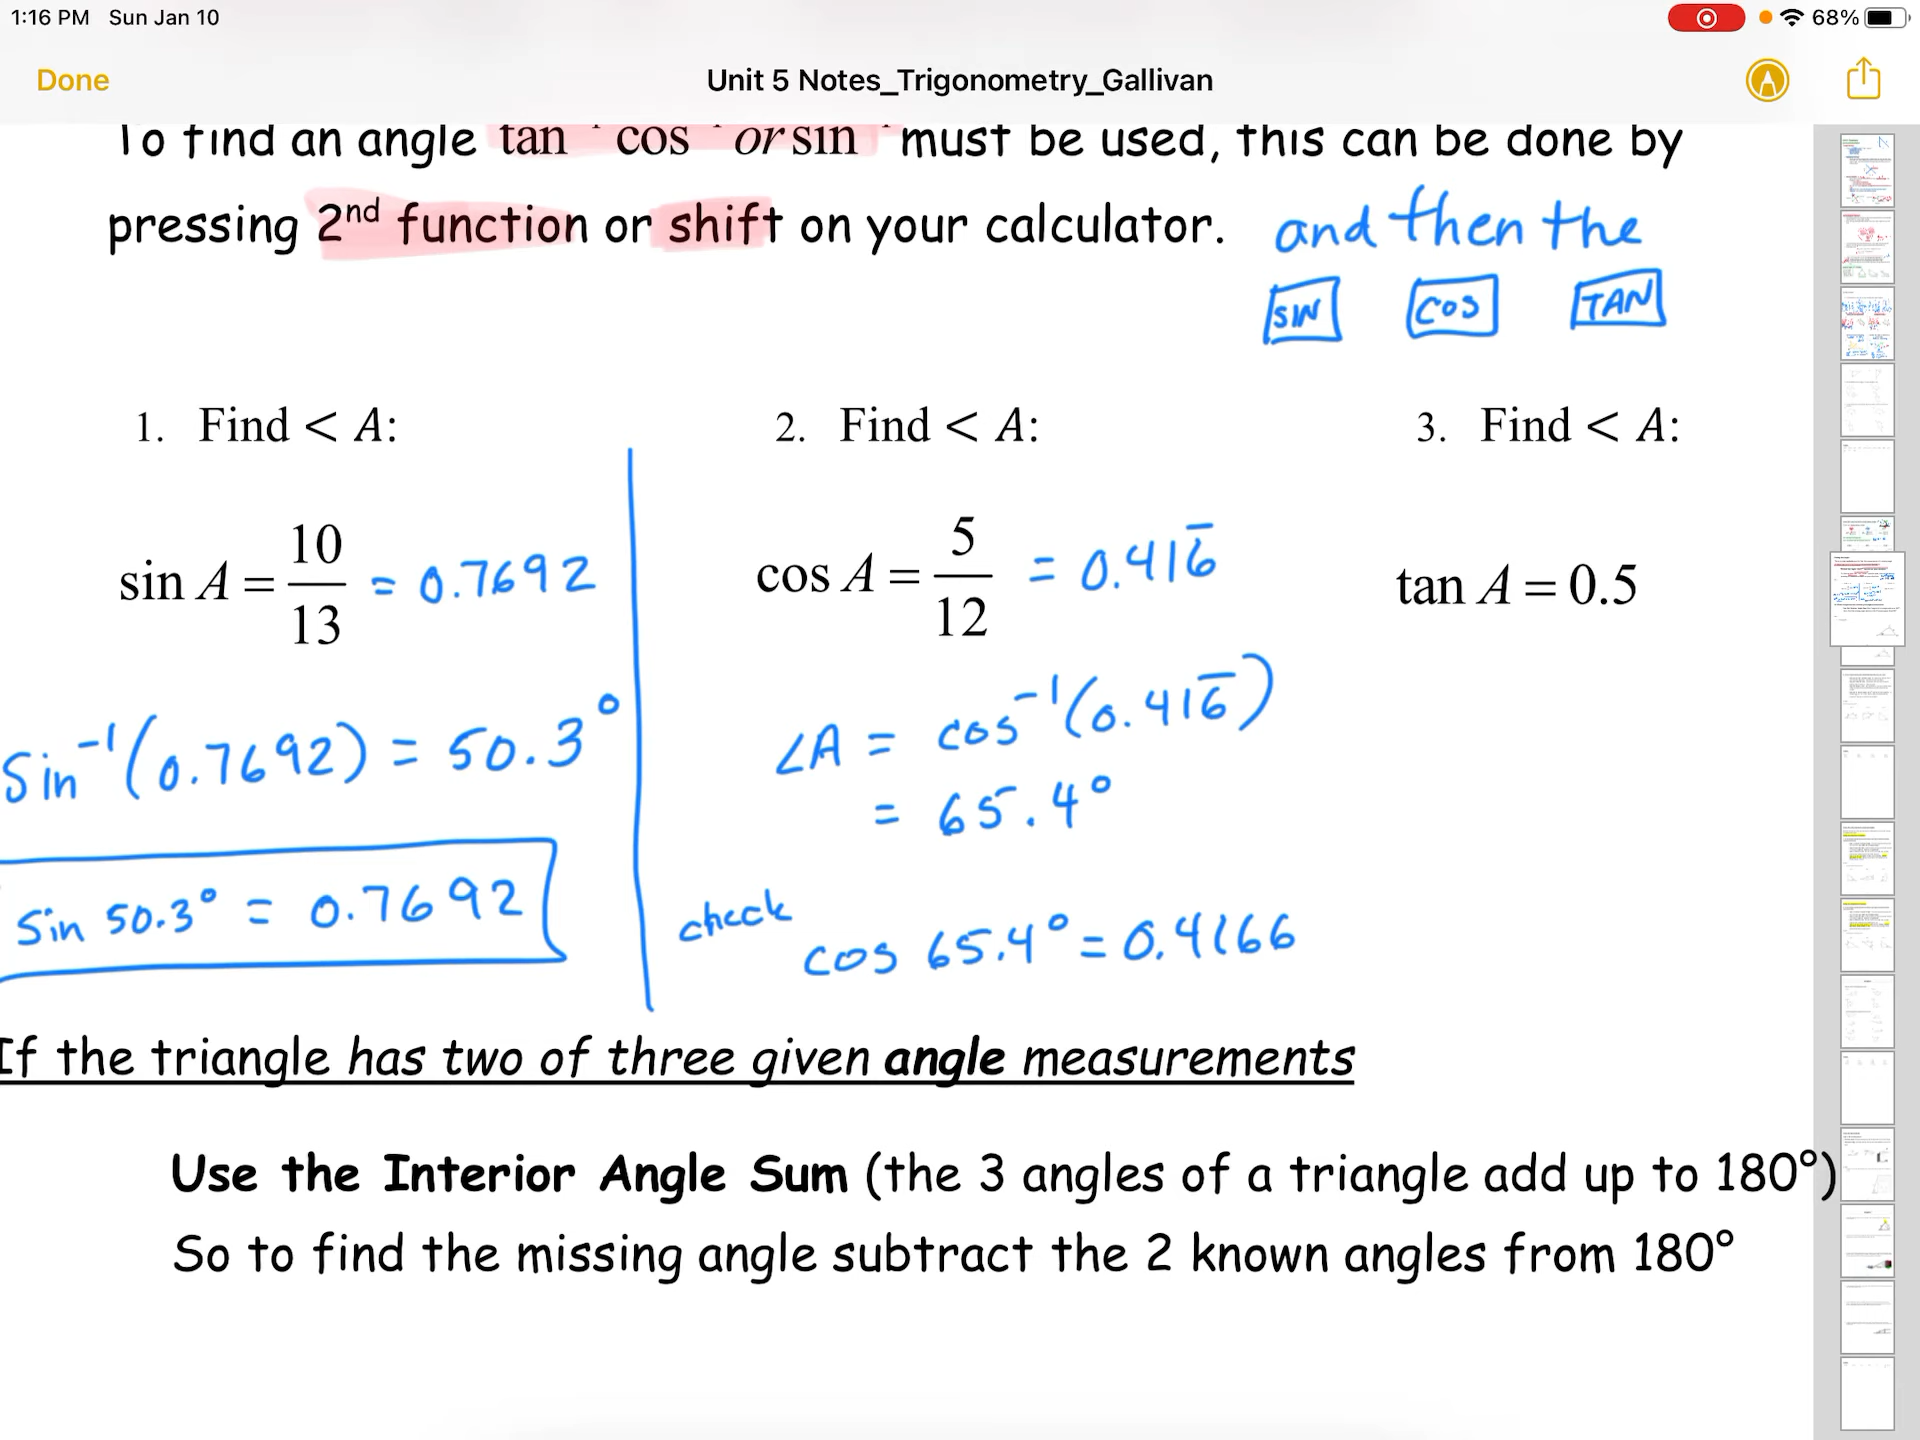 1:16 PM Sun Jan 10
68%
Done
Unit 5 Notes_Trigonometry_Gallivan
To find an angle tan⁻¹ cos⁻¹ or sin⁻¹ must be used, this can be done by
pressing 2nd function or shift on your calculator. and then the
SIN COS TAN
1. Find < A:
sin A = 10/13 = 0.7692
Sin⁻¹(0.7692) = 50.3°
Sin 50.3° = 0.7692
2. Find < A:
cos A = 5/12 = 0.416̅
∠A = cos⁻¹(0.416̅)
= 65.4°
check
cos 65.4° = 0.4166
3. Find < A:
tan A = 0.5
If the triangle has two of three given angle measurements
Use the Interior Angle Sum (the 3 angles of a triangle add up to 180°)
So to find the missing angle subtract the 2 known angles from 180°